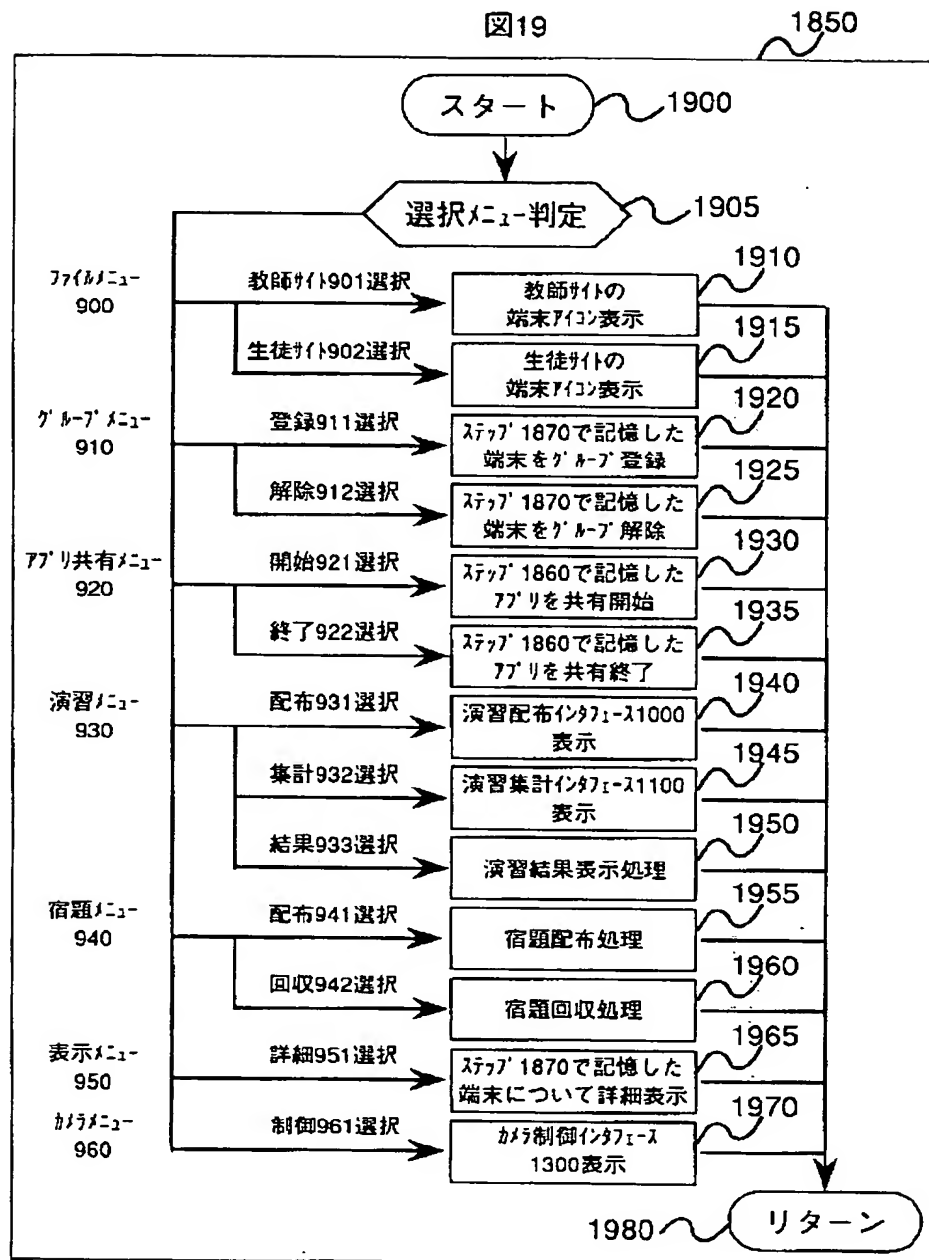 図19
1850
スタート
1900
選択メニュー判定
1905
ファイルメニュー
900
教師サイト901選択
教師サイトの
端末アイコン表示
1910
生徒サイト902選択
生徒サイトの
端末アイコン表示
1915
グループメニュー
910
登録911選択
ステップ1870で記憶した
端末をグループ登録
1920
解除912選択
ステップ1870で記憶した
端末をグループ解除
1925
アプリ共有メニュー
920
開始921選択
ステップ1860で記憶した
アプリを共有開始
1930
終了922選択
ステップ1860で記憶した
アプリを共有終了
1935
演習メニュー
930
配布931選択
演習配布インタフェース1000
表示
1940
集計932選択
演習集計インタフェース1100
表示
1945
結果933選択
演習結果表示処理
1950
宿題メニュー
940
配布941選択
宿題配布処理
1955
回収942選択
宿題回収処理
1960
表示メニュー
950
詳細951選択
ステップ1870で記憶した
端末について詳細表示
1965
カメラメニュー
960
制御961選択
カメラ制御インタフェース
1300表示
1970
1980
リターン